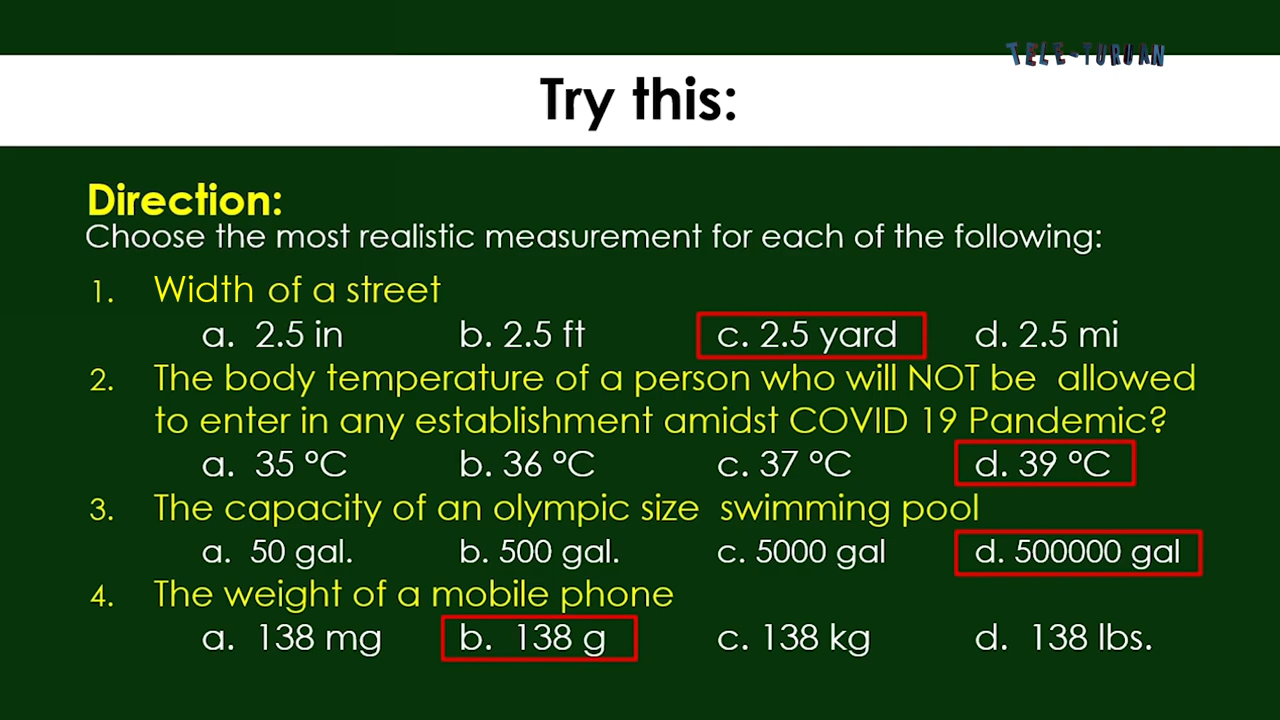 TELE-TURUAN
Try this:
Direction:
Choose the most realistic measurement for each of the following:
1. Width of a street
a. 2.5 in b. 2.5 ft c. 2.5 yard d. 2.5 mi
2. The body temperature of a person who will NOT be allowed
to enter in any establishment amidst COVID 19 Pandemic?
a. 35 °C b. 36 °C c. 37 °C d. 39 °C
3. The capacity of an olympic size swimming pool
a. 50 gal. b. 500 gal. c. 5000 gal d. 500000 gal
4. The weight of a mobile phone
a. 138 mg b. 138 g c. 138 kg d. 138 lbs.